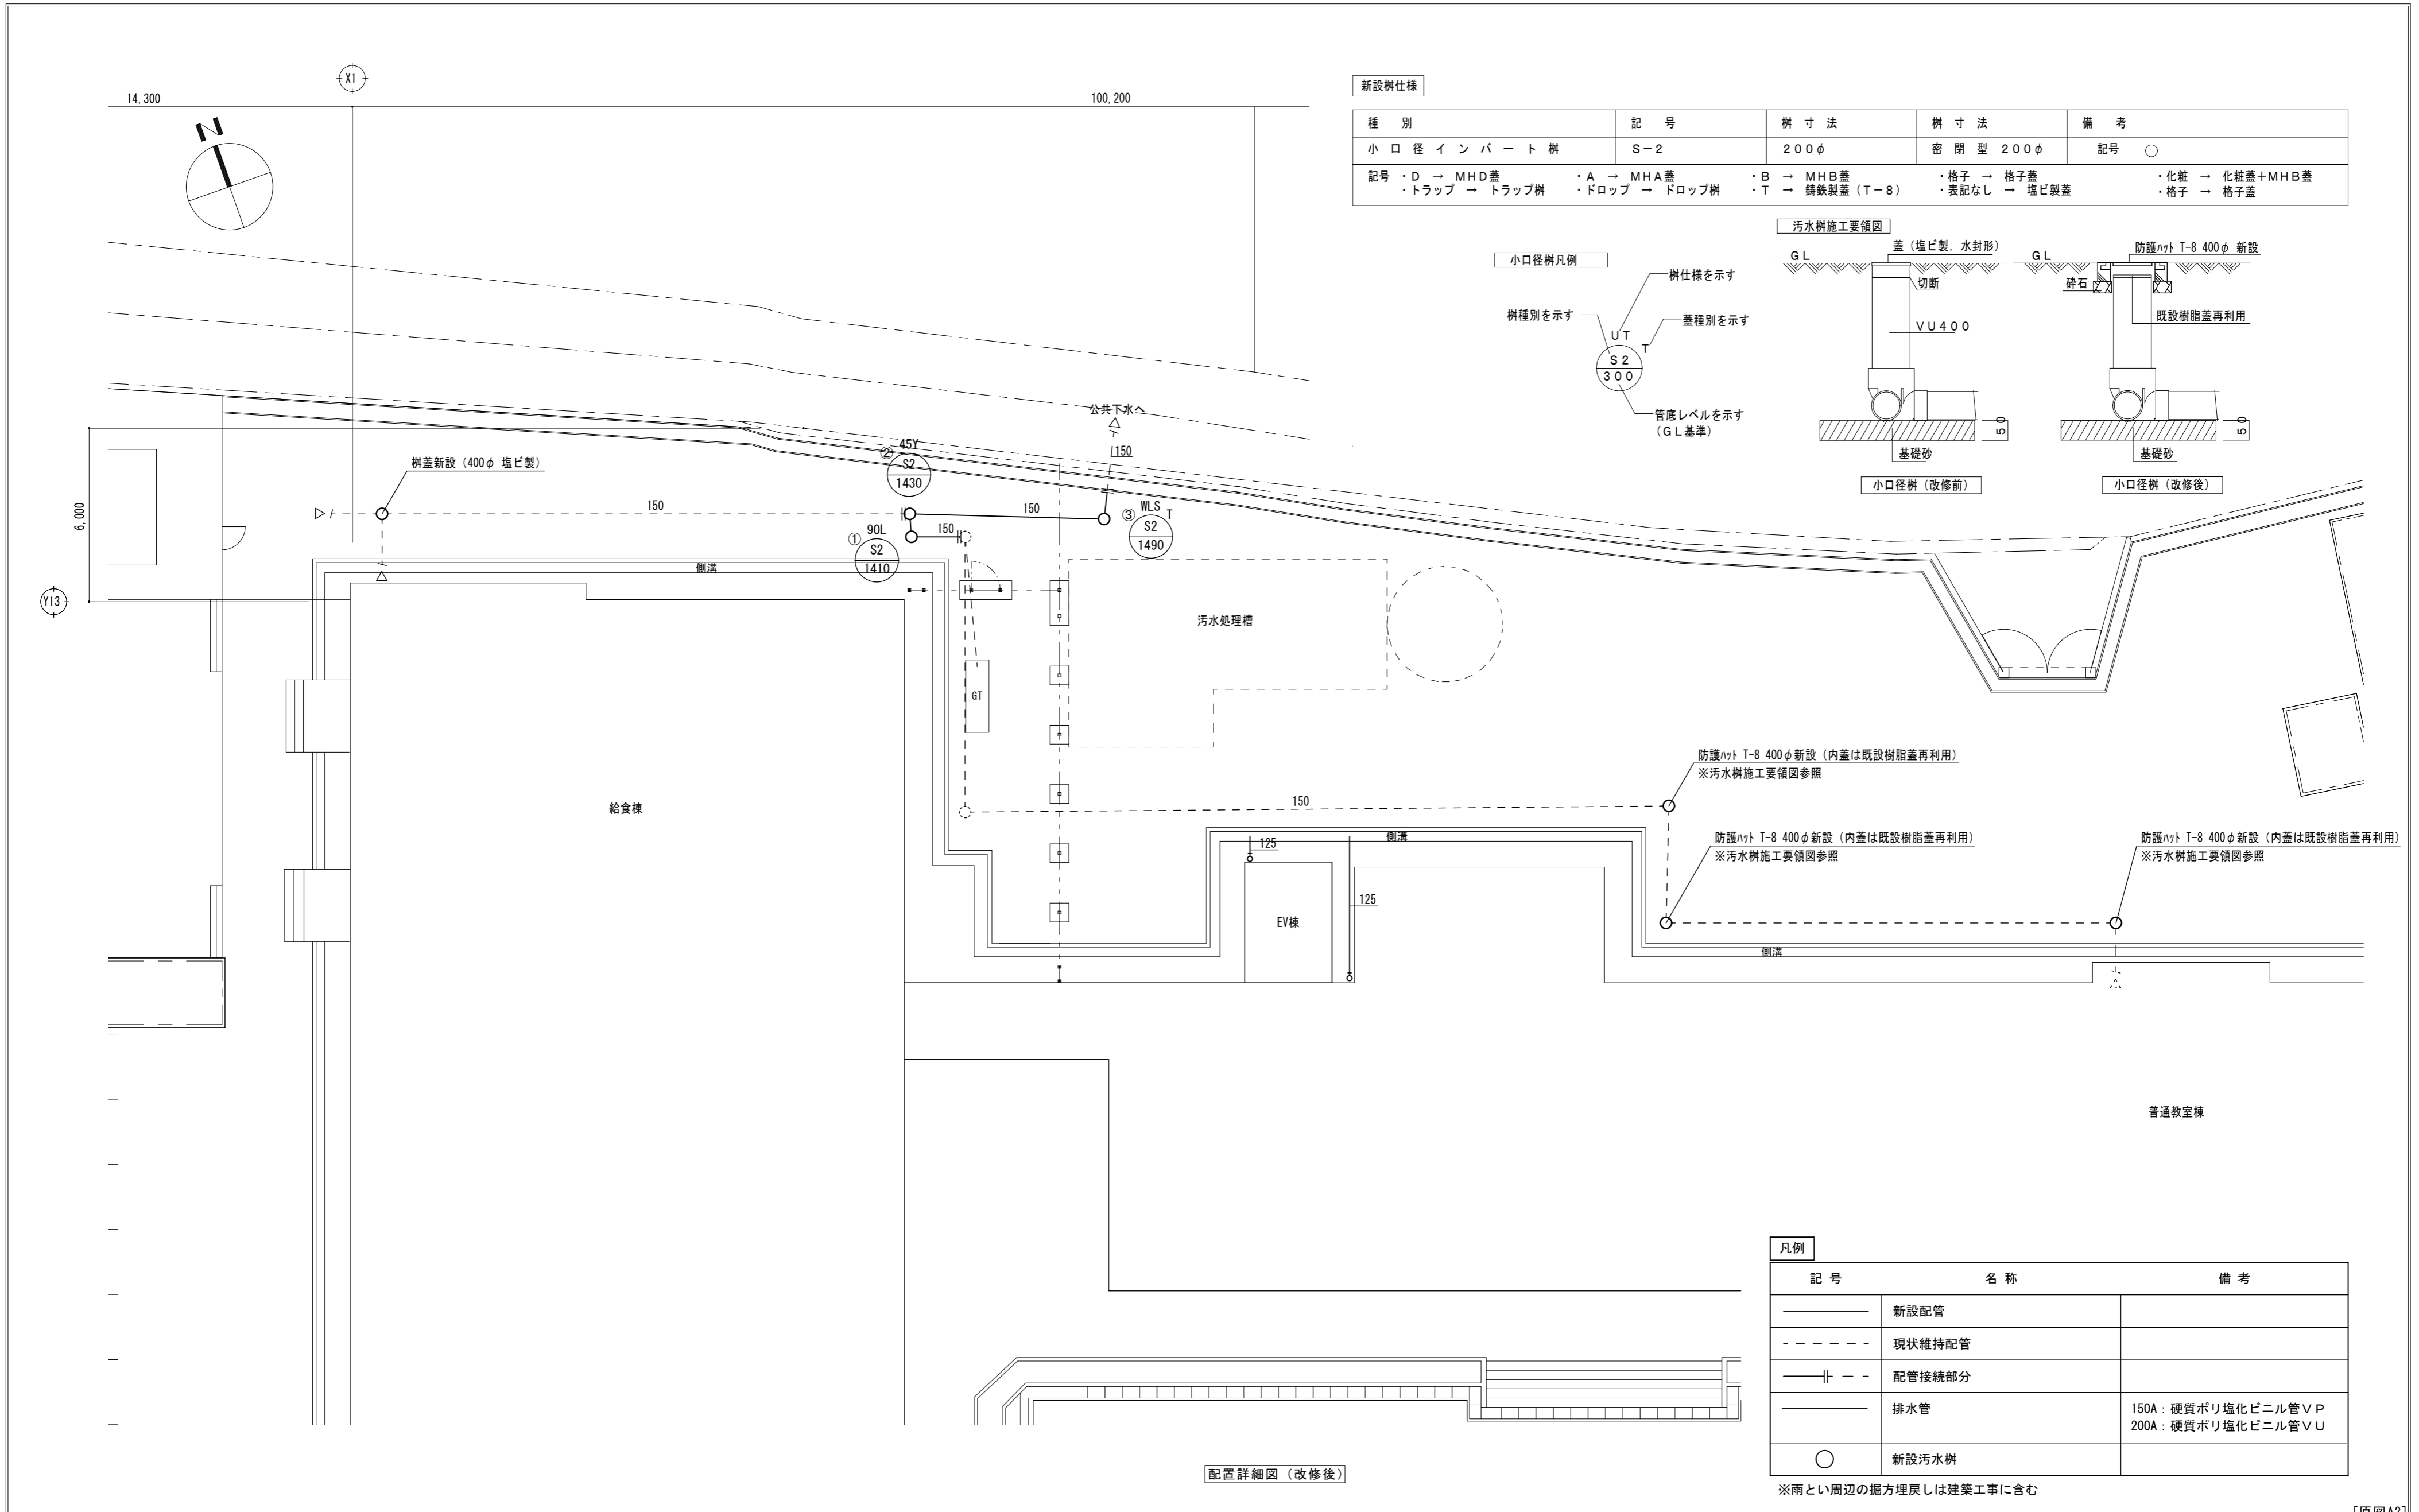 X1
14,300
100,200
N
新設桝仕様
種 別 記 号 桝 寸 法 桝 寸 法 備 考
小 口 径 イ ン バ ー ト 桝 S－2 200φ 密 閉 型 200φ 記号 ○
記号 ・D → MHD蓋 ・A → MHA蓋 ・B → MHB蓋 ・格子 → 格子蓋 ・化粧 → 化粧蓋+MHB蓋
・トラップ → トラップ桝 ・ドロップ → ドロップ桝 ・T → 鋳鉄製蓋(T－8) ・表記なし → 塩ビ製蓋 ・格子 → 格子蓋
小口径桝凡例
桝仕様を示す
桝種別を示す
蓋種別を示す
UT
T
S2
300
管底レベルを示す
(GL基準)
汚水桝施工要領図
GL
蓋(塩ビ製, 水封形)
切断
VU400
50
基礎砂
小口径桝(改修前)
GL
防護ﾊｯﾄ T-8 400φ 新設
砕石
既設樹脂蓋再利用
50
基礎砂
小口径桝(改修後)
公共下水へ
150
桝蓋新設(400φ 塩ビ製)
② 45Y
S2
1430
6,000
150
150
③ WLS T
S2
1490
① 90L
S2
1410
150
側溝
Y13
汚水処理槽
GT
給食棟
防護ﾊｯﾄ T-8 400φ新設(内蓋は既設樹脂蓋再利用)
※汚水桝施工要領図参照
150
側溝
125
防護ﾊｯﾄ T-8 400φ新設(内蓋は既設樹脂蓋再利用)
※汚水桝施工要領図参照
防護ﾊｯﾄ T-8 400φ新設(内蓋は既設樹脂蓋再利用)
※汚水桝施工要領図参照
125
EV棟
側溝
普通教室棟
凡例
記 号 名 称 備 考
新設配管
現状維持配管
配管接続部分
排水管 150A：硬質ポリ塩化ビニル管VP
200A：硬質ポリ塩化ビニル管VU
新設汚水桝
※雨とい周辺の掘方埋戻しは建築工事に含む
配置詳細図(改修後)
[原図A2]